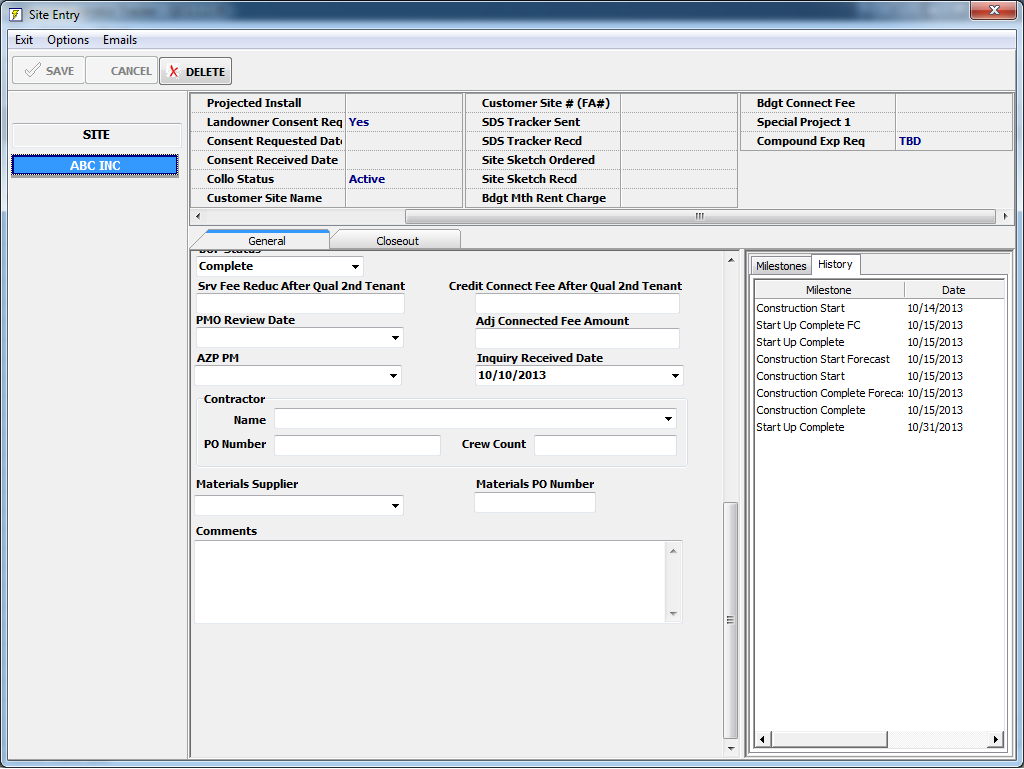 Site Entry
Exit Options Emails
SAVE CANCEL X DELETE
SITE
ABC INC
Projected Install
Landowner Consent Req Yes
Consent Requested Date
Consent Received Date
Collo Status Active
Customer Site Name
Customer Site # (FA#)
SDS Tracker Sent
SDS Tracker Recd
Site Sketch Ordered
Site Sketch Recd
Bdgt Mth Rent Charge
Bdgt Connect Fee
Special Project 1
Compound Exp Req TBD
General Closeout
Status
Complete
Srv Fee Reduc After Qual 2nd Tenant Credit Connect Fee After Qual 2nd Tenant
PMO Review Date Adj Connected Fee Amount
AZP PM Inquiry Received Date
10/10/2013
Contractor
Name
PO Number Crew Count
Materials Supplier Materials PO Number
Comments
Milestones History
Milestone Date
Construction Start 10/14/2013
Start Up Complete FC 10/15/2013
Start Up Complete 10/15/2013
Construction Start Forecast 10/15/2013
Construction Start 10/15/2013
Construction Complete Forecas 10/15/2013
Construction Complete 10/15/2013
Start Up Complete 10/31/2013